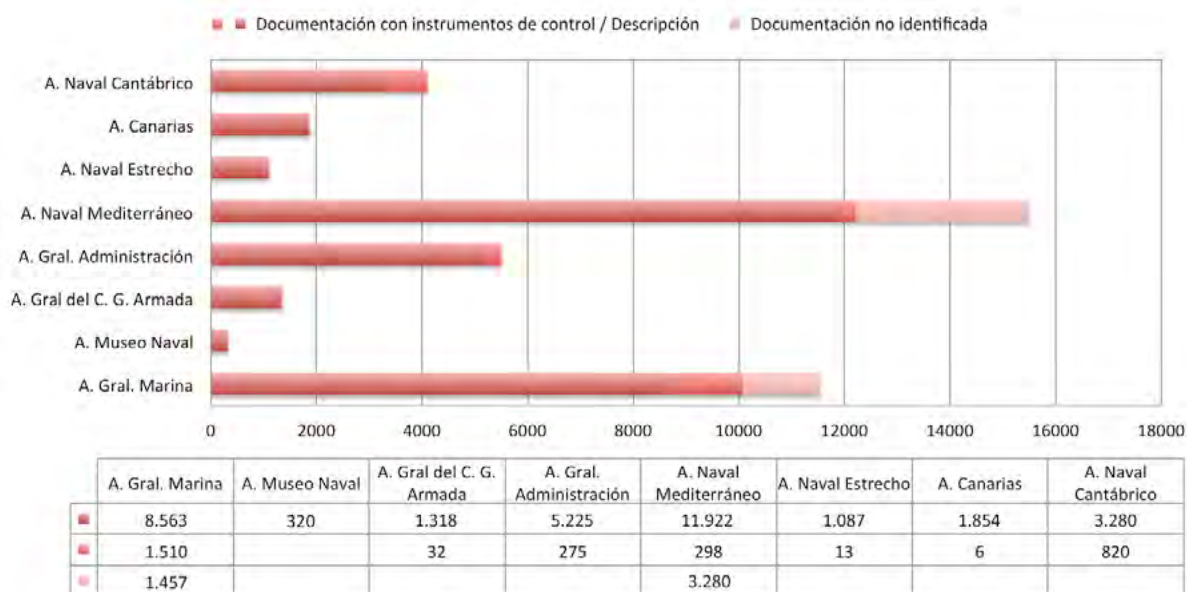 Documentación con instrumentos de control / Descripción Documentación no identificada
A. Naval Cantábrico
A. Canarias
A. Naval Estrecho
A. Naval Mediterráneo
A. Gral. Administración
A. Gral del C. G. Armada
A. Museo Naval
A. Gral. Marina
0 2000 4000 6000 8000 10000 12000 14000 16000 18000
A. Gral. Marina A. Museo Naval A. Gral del C. G. Armada A. Gral. Administración A. Naval Mediterráneo A. Naval Estrecho A. Canarias A. Naval Cantábrico
8.563 320 1.318 5.225 11.922 1.087 1.854 3.280
1.510 32 275 298 13 6 820
1.457 3.280